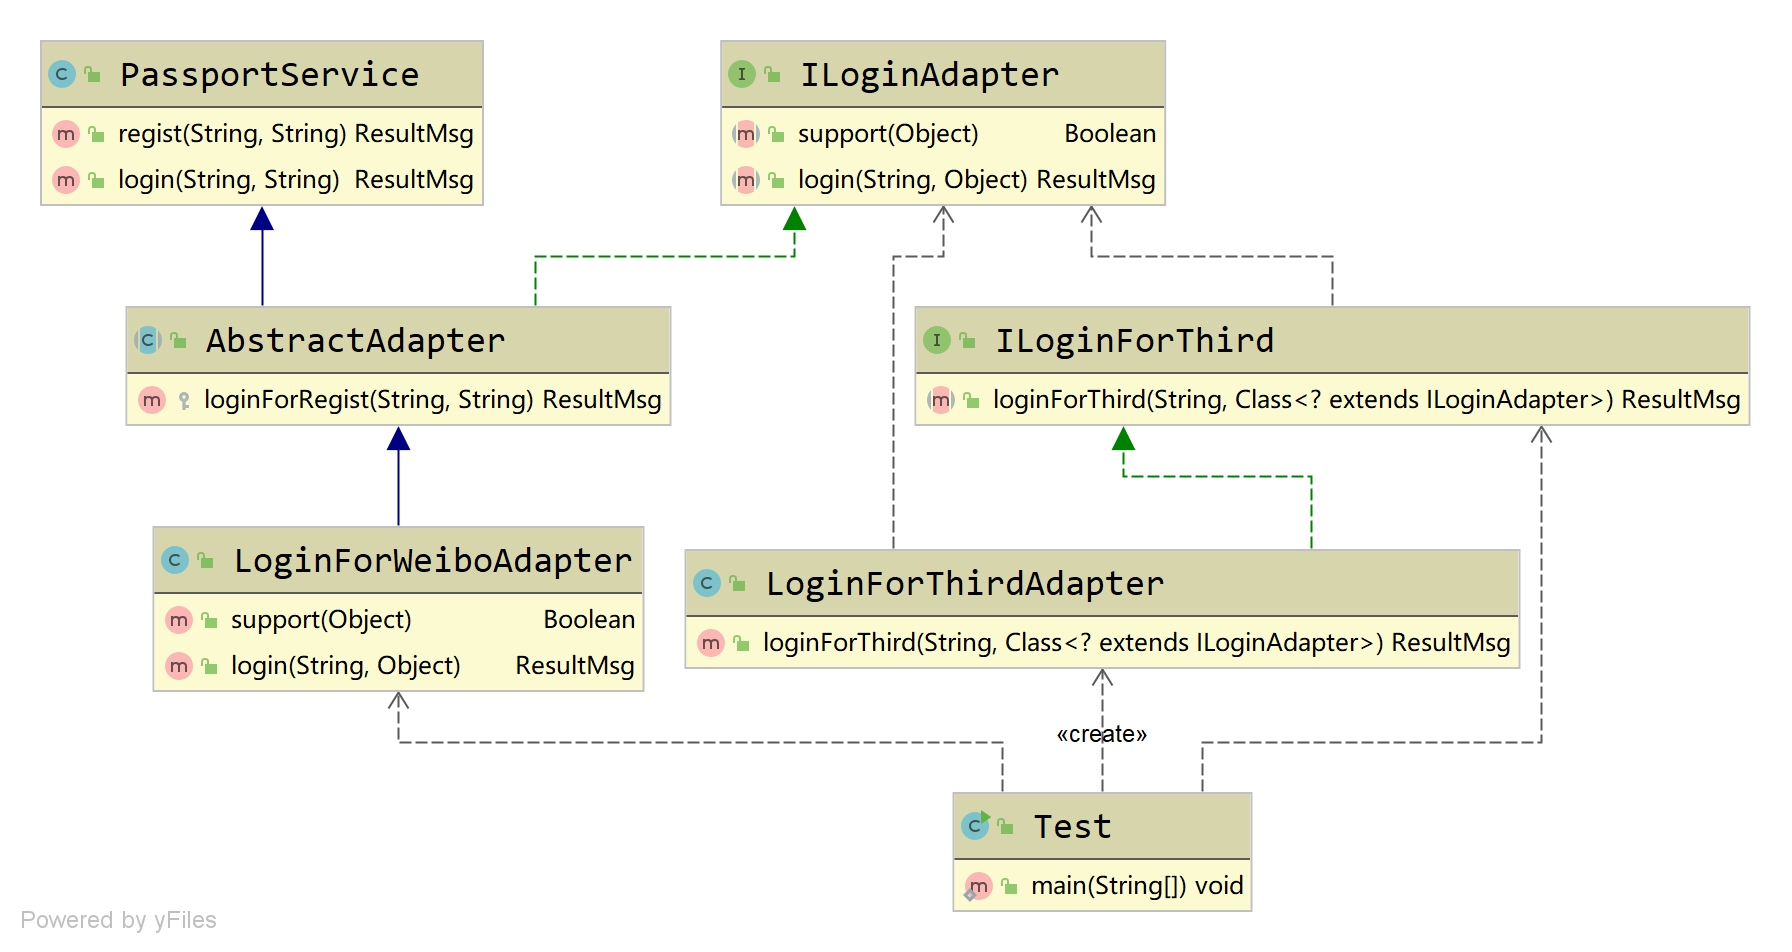 PassportService
regist(String, String) ResultMsg
login(String, String) ResultMsg
ILoginAdapter
support(Object) Boolean
login(String, Object) ResultMsg
AbstractAdapter
loginForRegist(String, String) ResultMsg
ILoginForThird
loginForThird(String, Class<? extends ILoginAdapter>) ResultMsg
LoginForWeiboAdapter
support(Object) Boolean
login(String, Object) ResultMsg
LoginForThirdAdapter
loginForThird(String, Class<? extends ILoginAdapter>) ResultMsg
«create»
Test
main(String[]) void
Powered by yFiles